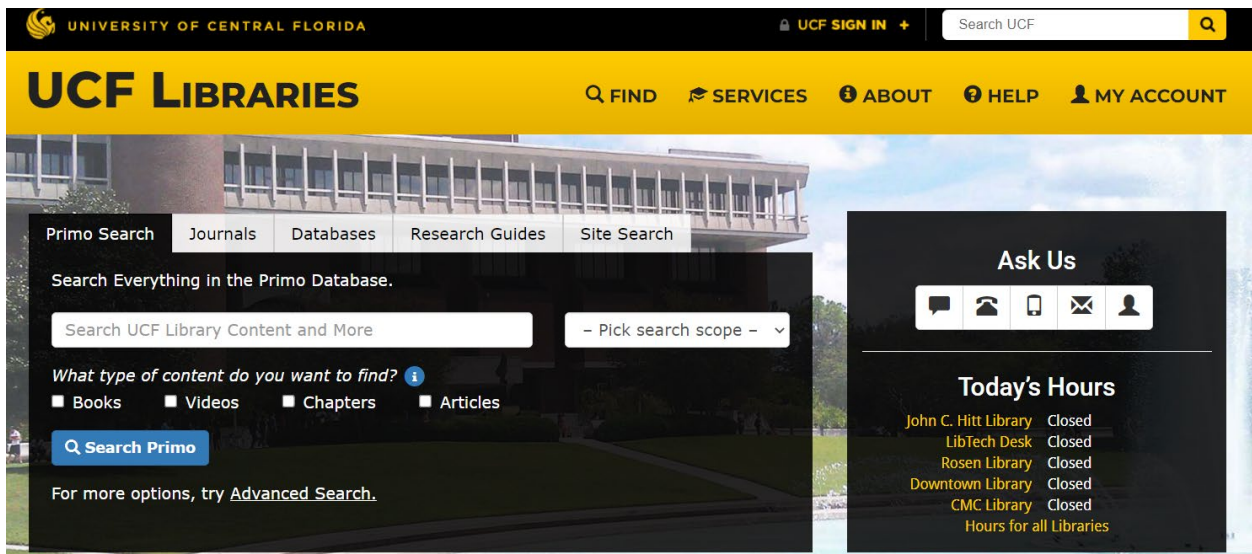 UNIVERSITY OF CENTRAL FLORIDA
UCF SIGN IN +
Search UCF
UCF LIBRARIES
FIND
SERVICES
ABOUT
HELP
MY ACCOUNT
Primo Search
Journals
Databases
Research Guides
Site Search
Search Everything in the Primo Database.
Search UCF Library Content and More
– Pick search scope –
What type of content do you want to find?
Books
Videos
Chapters
Articles
Search Primo
For more options, try Advanced Search.
Ask Us
Today's Hours
John C. Hitt Library Closed
LibTech Desk Closed
Rosen Library Closed
Downtown Library Closed
CMC Library Closed
Hours for all Libraries